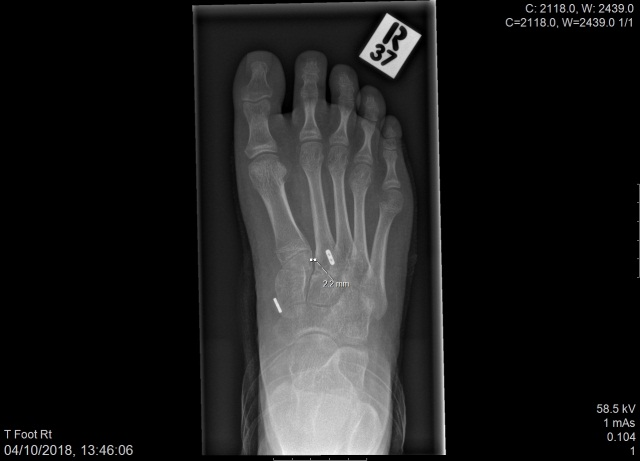 C: 2118.0, W: 2439.0
C=2118.0, W=2439.0 1/1
R
37
2.2 mm
58.5 kV
1 mAs
0.104
1
T Foot Rt
04/10/2018, 13:46:06